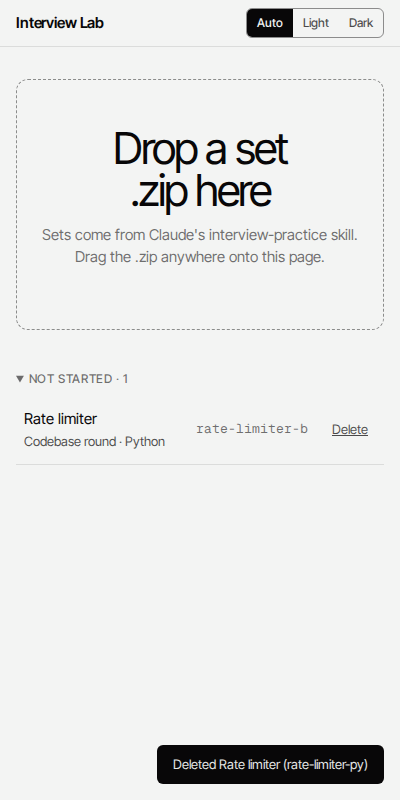 Interview Lab
Auto Light Dark
Drop a set
.zip here
Sets come from Claude's interview-practice skill.
Drag the .zip anywhere onto this page.
▼ NOT STARTED · 1
Rate limiter
Codebase round · Python
rate-limiter-b
Delete
Deleted Rate limiter (rate-limiter-py)